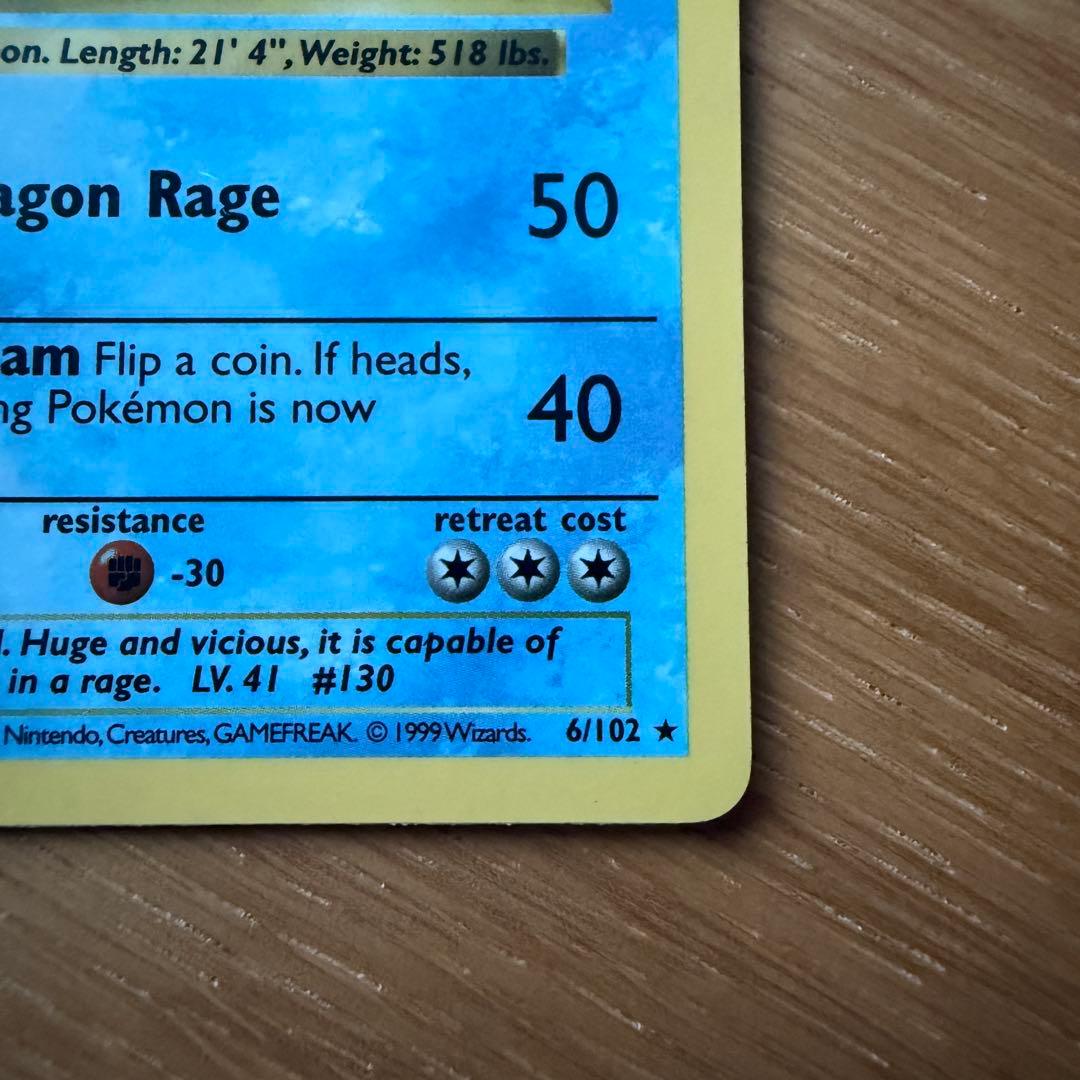 on. Length: 21' 4", Weight: 518 lbs.
agon Rage 50
am Flip a coin. If heads,
ng Pokémon is now 40
resistance retreat cost
-30
l. Huge and vicious, it is capable of
in a rage. LV. 41 #130
Nintendo, Creatures, GAMEFREAK. © 1999 Wizards. 6/102 ★